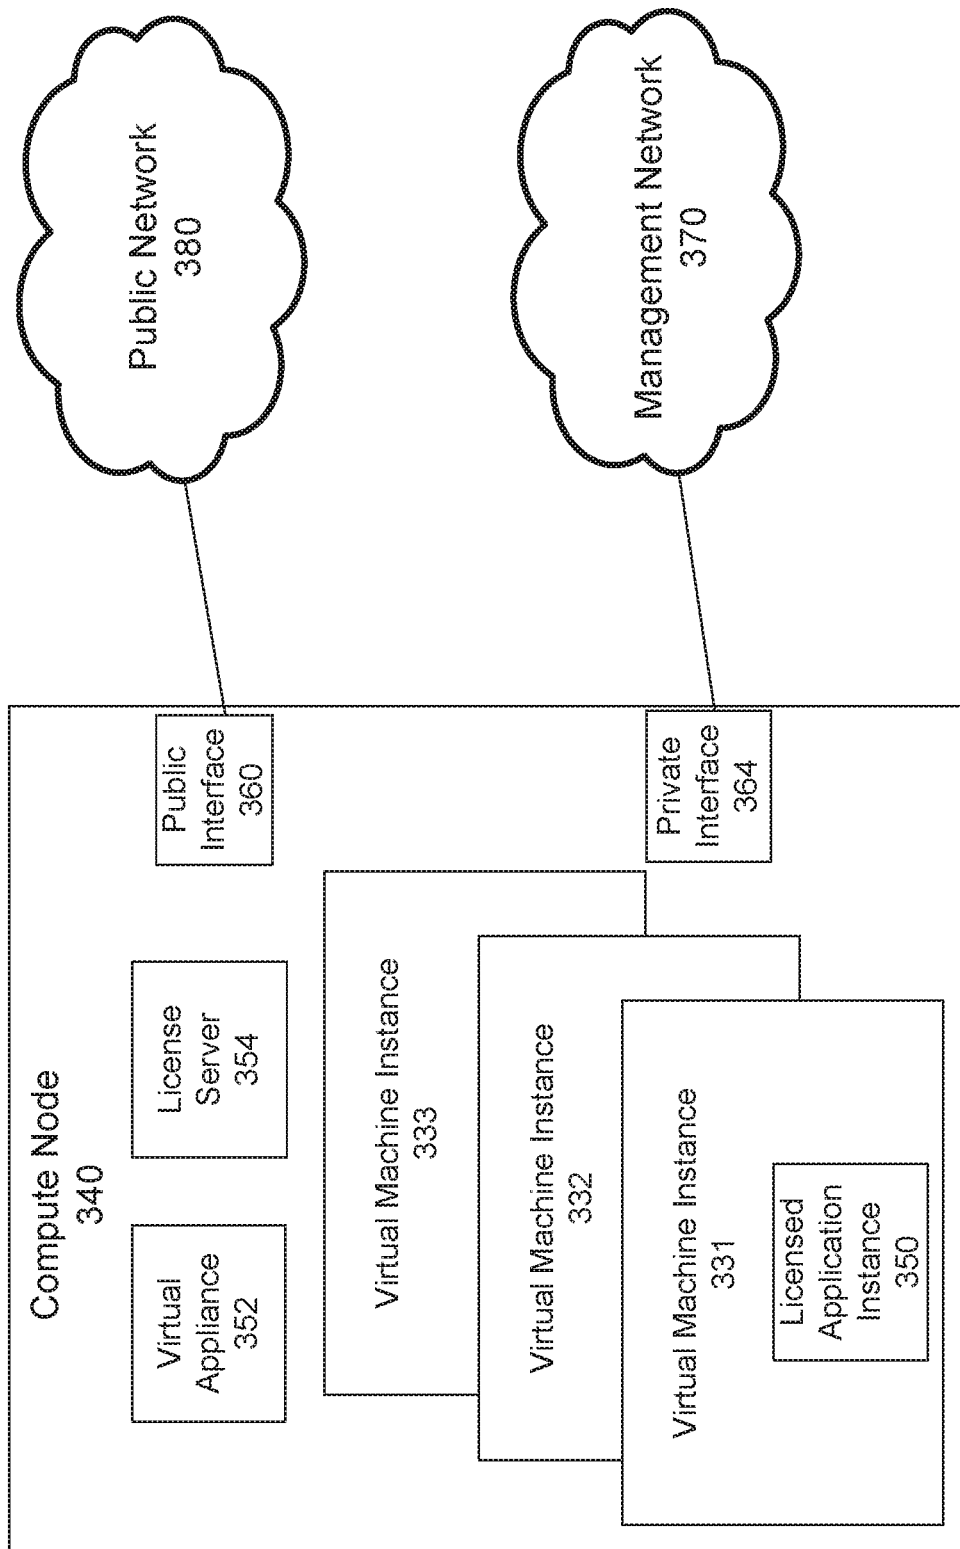 Compute Node
340
Virtual
Appliance
352
License
Server
354
Public
Interface
360
Public Network
380
Virtual Machine Instance
333
Virtual Machine Instance
332
Virtual Machine Instance
331
Licensed
Application
Instance
350
Private
Interface
364
Management Network
370